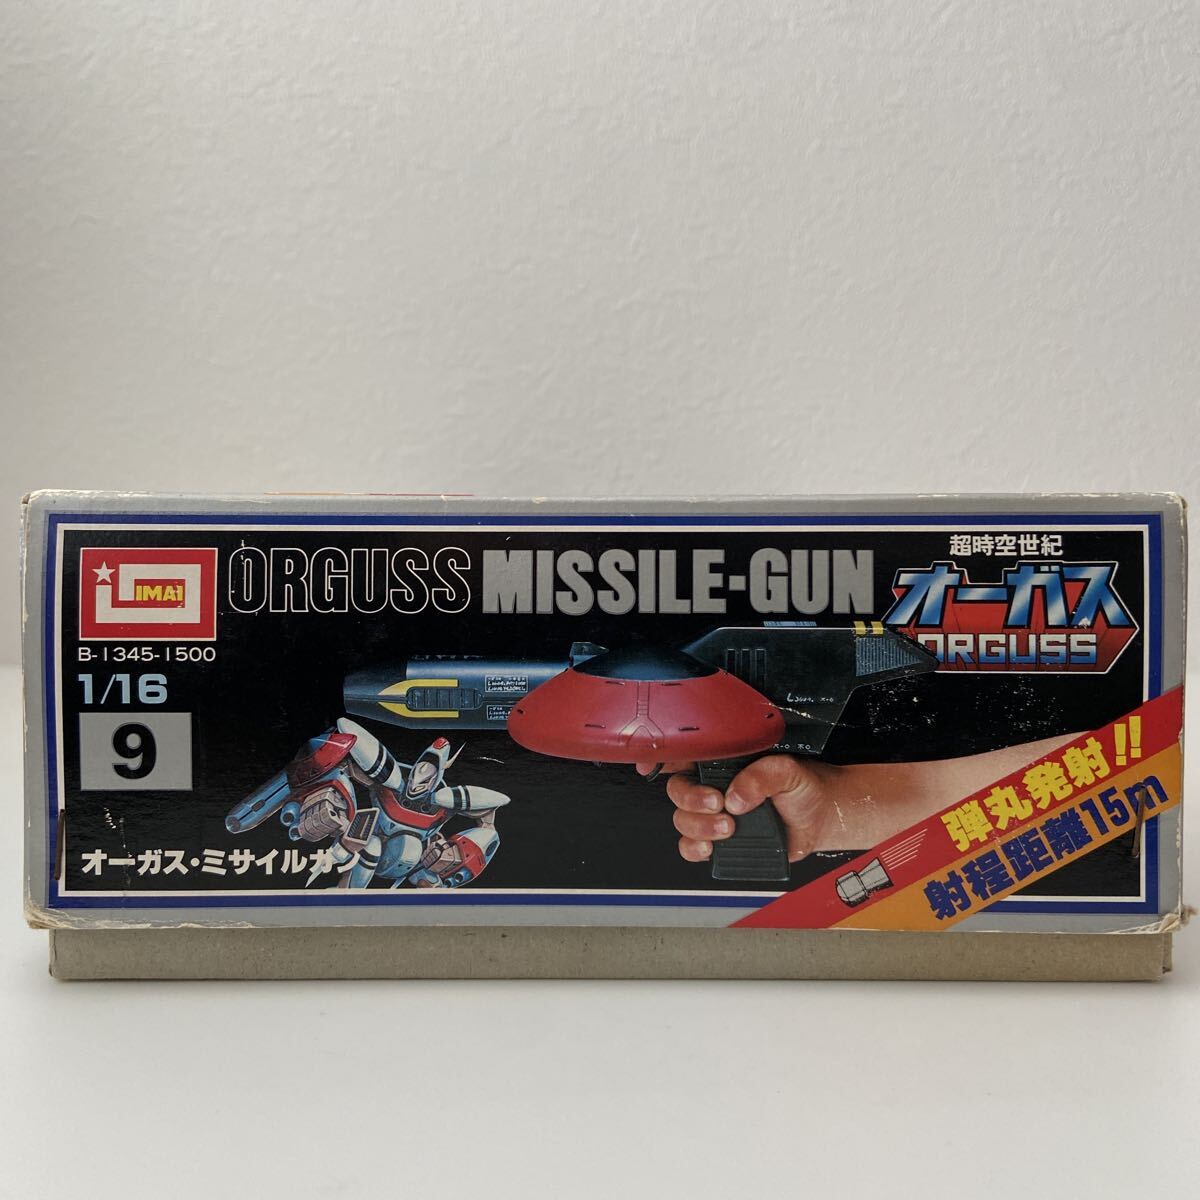 IMAI
B-1345-1500
1/16
9
オーガス・ミサイルガン
ORGUSS MISSILE-GUN
超時空世紀
オーガス
ORGUSS
弾丸発射!!
射程距離15m